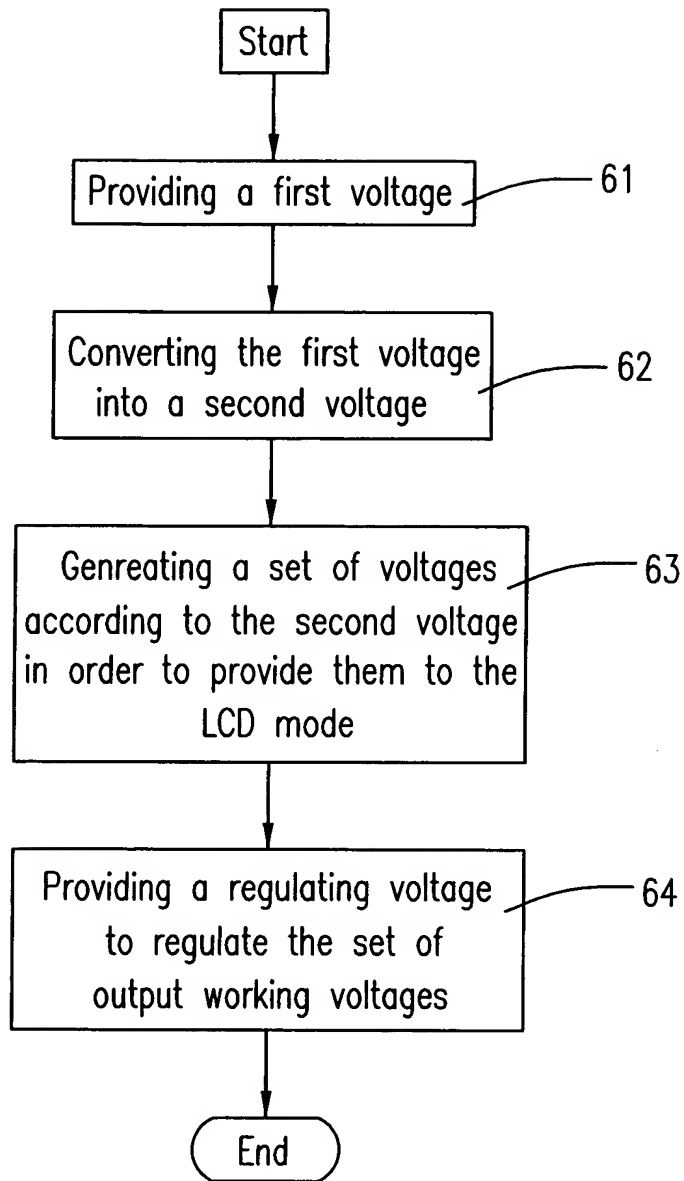 Start
Providing a first voltage
61
Converting the first voltage
into a second voltage
62
Genreating a set of voltages
according to the second voltage
in order to provide them to the
LCD mode
63
Providing a regulating voltage
to regulate the set of
output working voltages
64
End